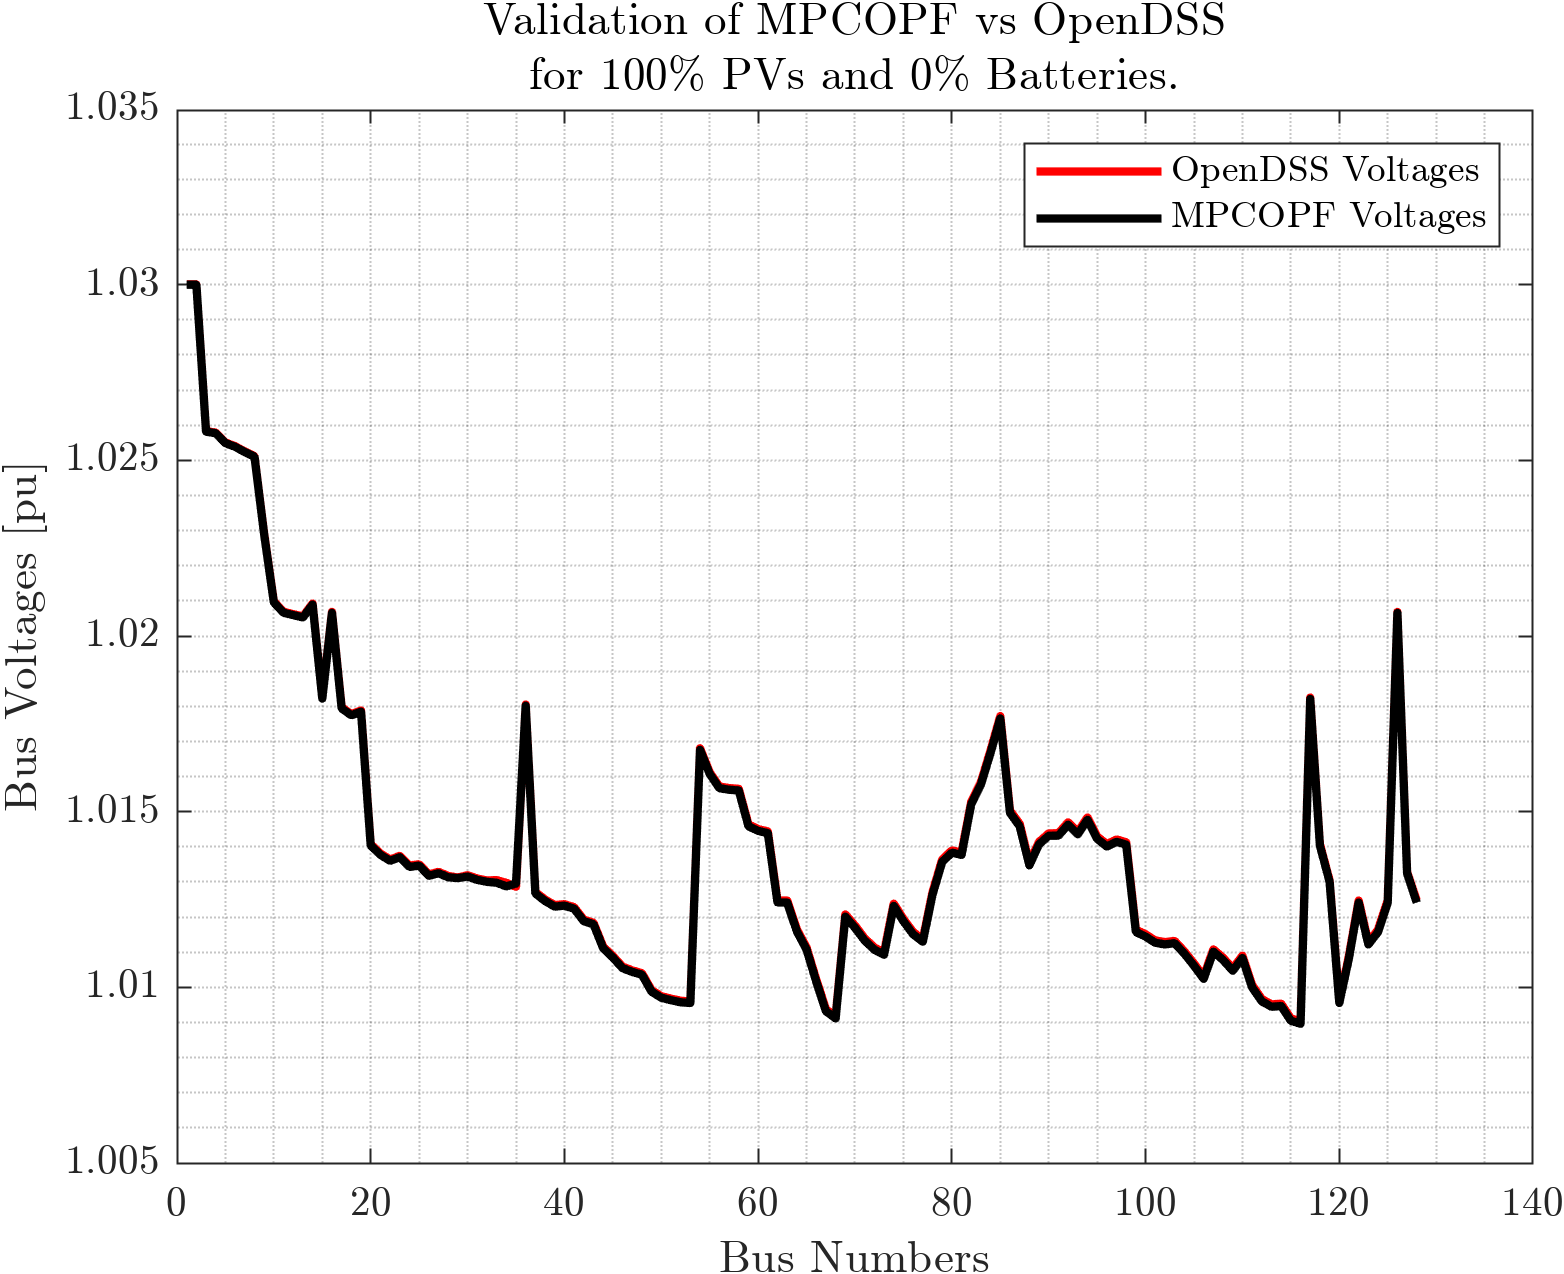 Validation of MPCOPF vs OpenDSS
for 100% PVs and 0% Batteries.
1.035
OpenDSS Voltages
MPCOPF Voltages
1.03
1.025
1.02
1.015
1.01
1.005
Bus Voltages [pu]
0 20 40 60 80 100 120 140
Bus Numbers